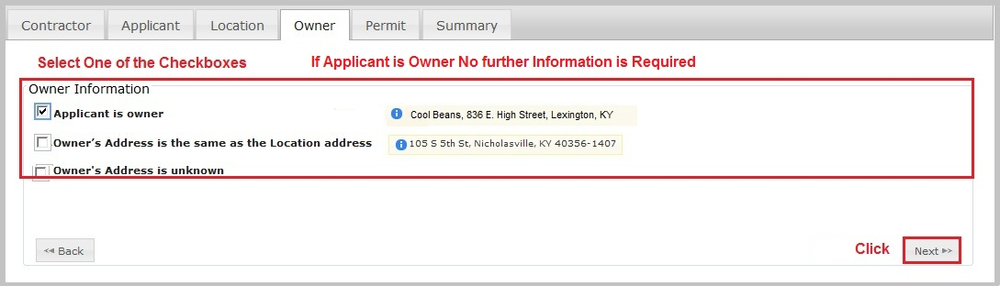 Contractor Applicant Location Owner Permit Summary
Select One of the Checkboxes If Applicant is Owner No further Information is Required
Owner Information
Applicant is owner Cool Beans, 836 E. High Street, Lexington, KY
Owner’s Address is the same as the Location address 105 S 5th St, Nicholasville, KY 40356-1407
Owner's Address is unknown
Back Click Next